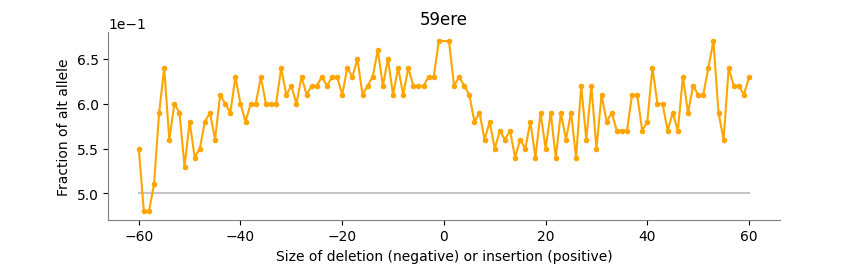 59ere
1e−1
6.5
6.0
5.5
5.0
Fraction of alt allele
−60 −40 −20 0 20 40 60
Size of deletion (negative) or insertion (positive)